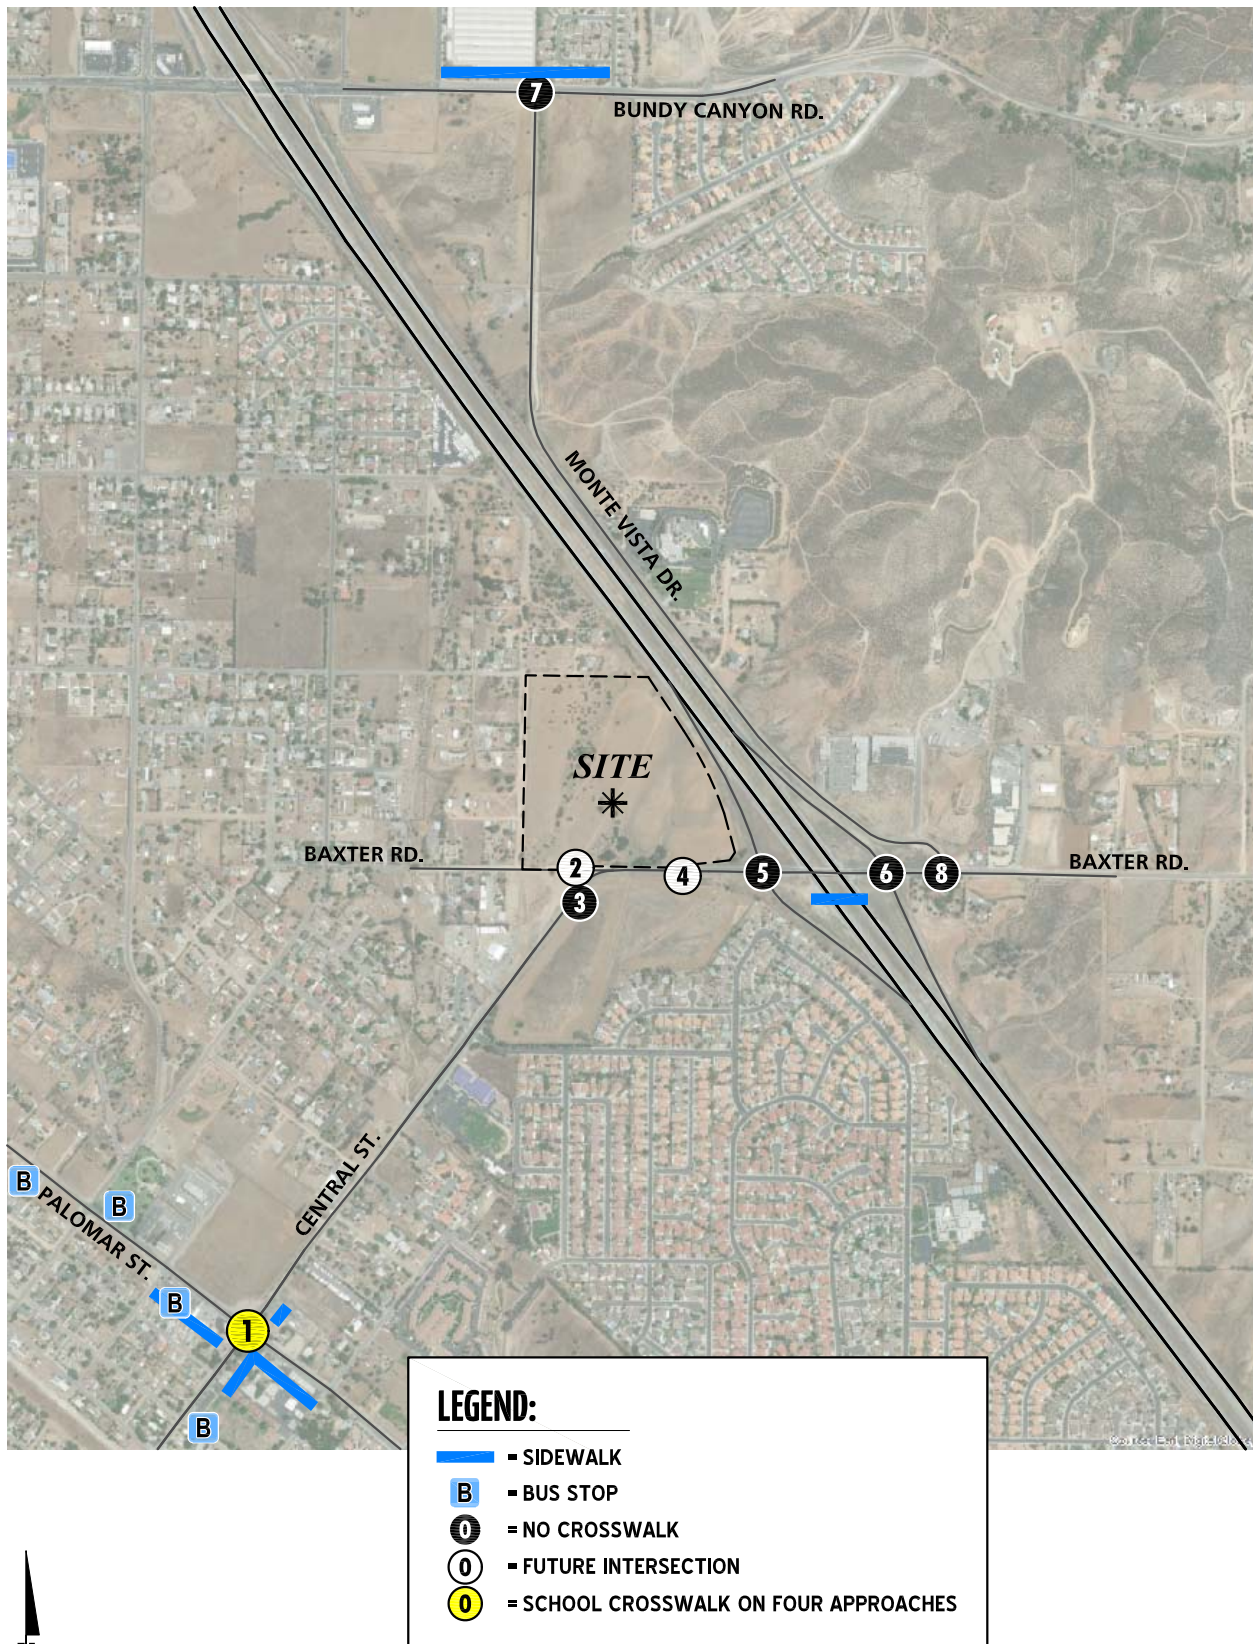 7
BUNDY CANYON RD.
MONTE VISTA DR.
SITE
BAXTER RD.
2
4
5
6
8
BAXTER RD.
3
CENTRAL ST.
B
PALOMAR ST.
B
B
1
B
LEGEND:
= SIDEWALK
B = BUS STOP
0 = NO CROSSWALK
0 = FUTURE INTERSECTION
0 = SCHOOL CROSSWALK ON FOUR APPROACHES